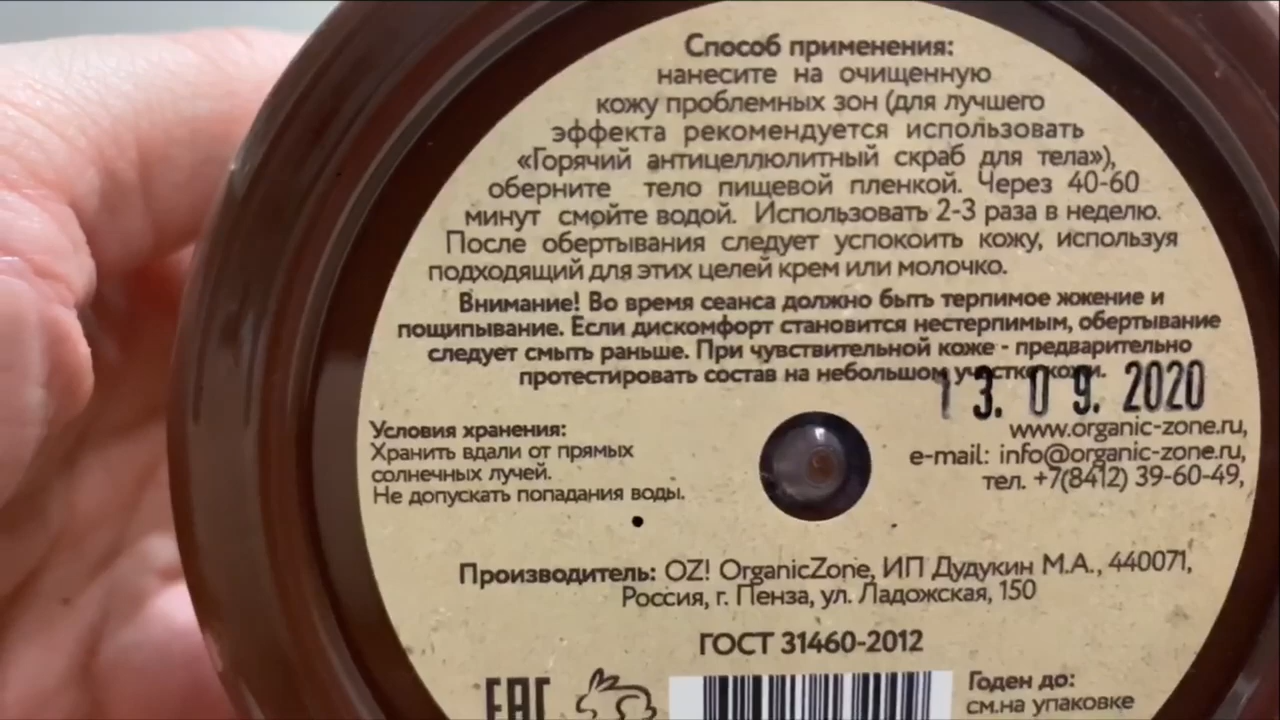 Способ применения:
нанесите на очищенную
кожу проблемных зон (для лучшего
эффекта рекомендуется использовать
«Горячий антицеллюлитный скраб для тела»),
оберните тело пищевой пленкой. Через 40-60
минут смойте водой. Использовать 2-3 раза в неделю.
После обертывания следует успокоить кожу, используя
подходящий для этих целей крем или молочко.
Внимание! Во время сеанса должно быть терпимое жжение и
пощипывание. Если дискомфорт становится нестерпимым, обертывание
следует смыть раньше. При чувствительной коже - предварительно
протестировать состав на небольшом участке кожи.
13. 09. 2020
www.organic-zone.ru,
e-mail: info@organic-zone.ru,
тел. +7(8412) 39-60-49,
Условия хранения:
Хранить вдали от прямых
солнечных лучей.
Не допускать попадания воды.
Производитель: OZ! OrganicZone, ИП Дудукин М.А., 440071,
Россия, г. Пенза, ул. Ладожская, 150
ГОСТ 31460-2012
EAC
Годен до:
см.на упаковке